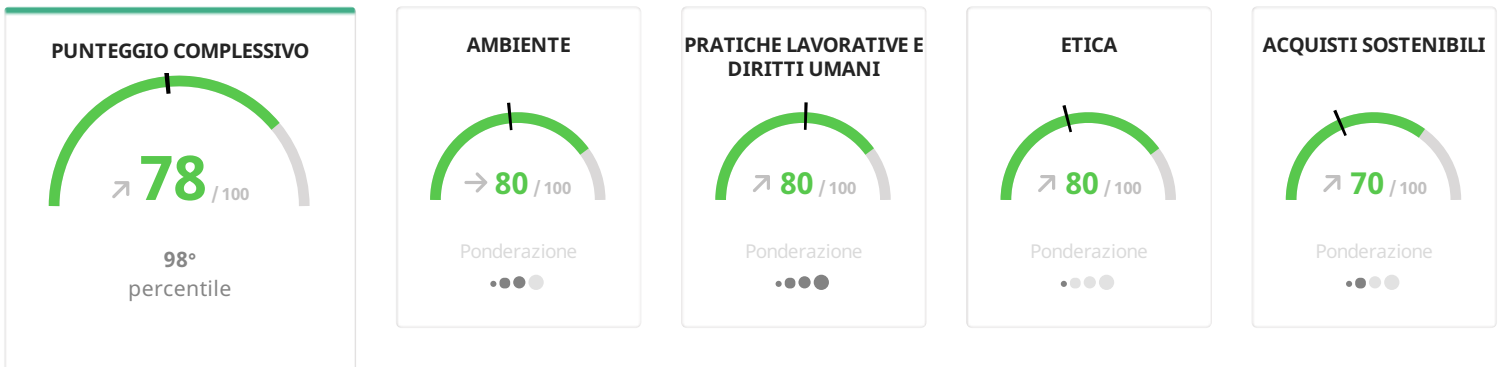 PUNTEGGIO COMPLESSIVO
78 / 100
98°
percentile
AMBIENTE
80 / 100
Ponderazione
PRATICHE LAVORATIVE E
DIRITTI UMANI
80 / 100
Ponderazione
ETICA
80 / 100
Ponderazione
ACQUISTI SOSTENIBILI
70 / 100
Ponderazione